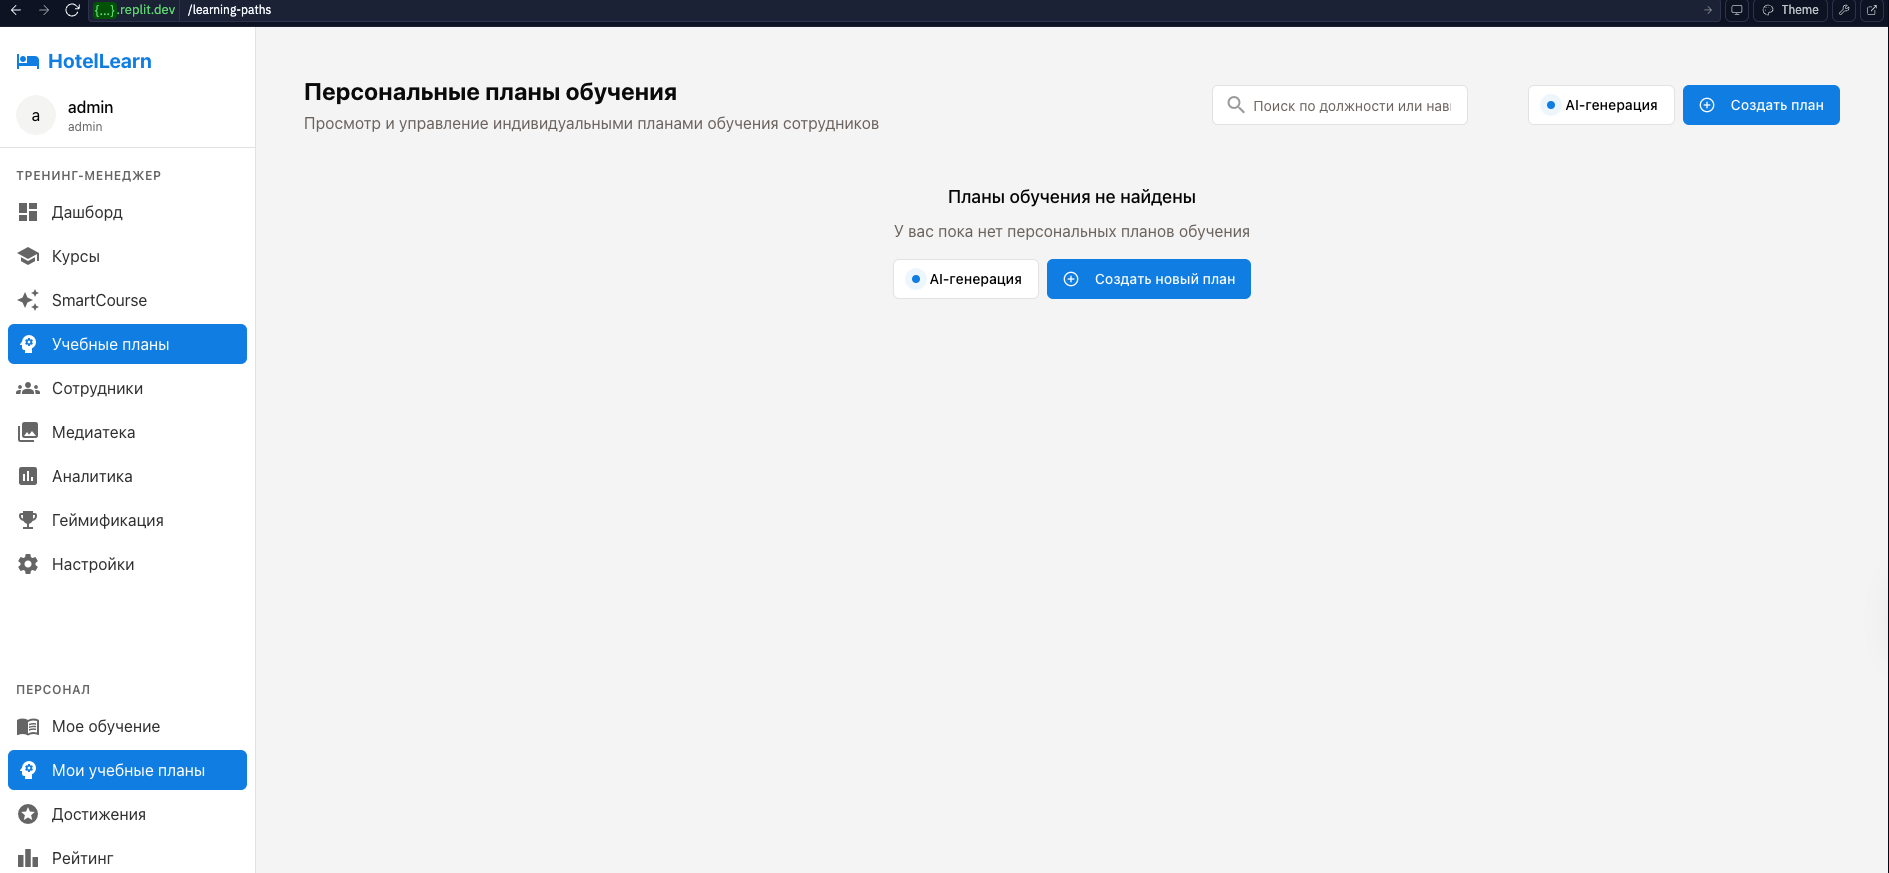 {...}.replit.dev /learning-paths
Theme
HotelLearn
a
admin
admin
ТРЕНИНГ-МЕНЕДЖЕР
Дашборд
Курсы
SmartCourse
Учебные планы
Сотрудники
Медиатека
Аналитика
Геймификация
Настройки
ПЕРСОНАЛ
Мое обучение
Мои учебные планы
Достижения
Рейтинг
Персональные планы обучения
Просмотр и управление индивидуальными планами обучения сотрудников
Поиск по должности или нав
AI-генерация
Создать план
Планы обучения не найдены
У вас пока нет персональных планов обучения
AI-генерация
Создать новый план